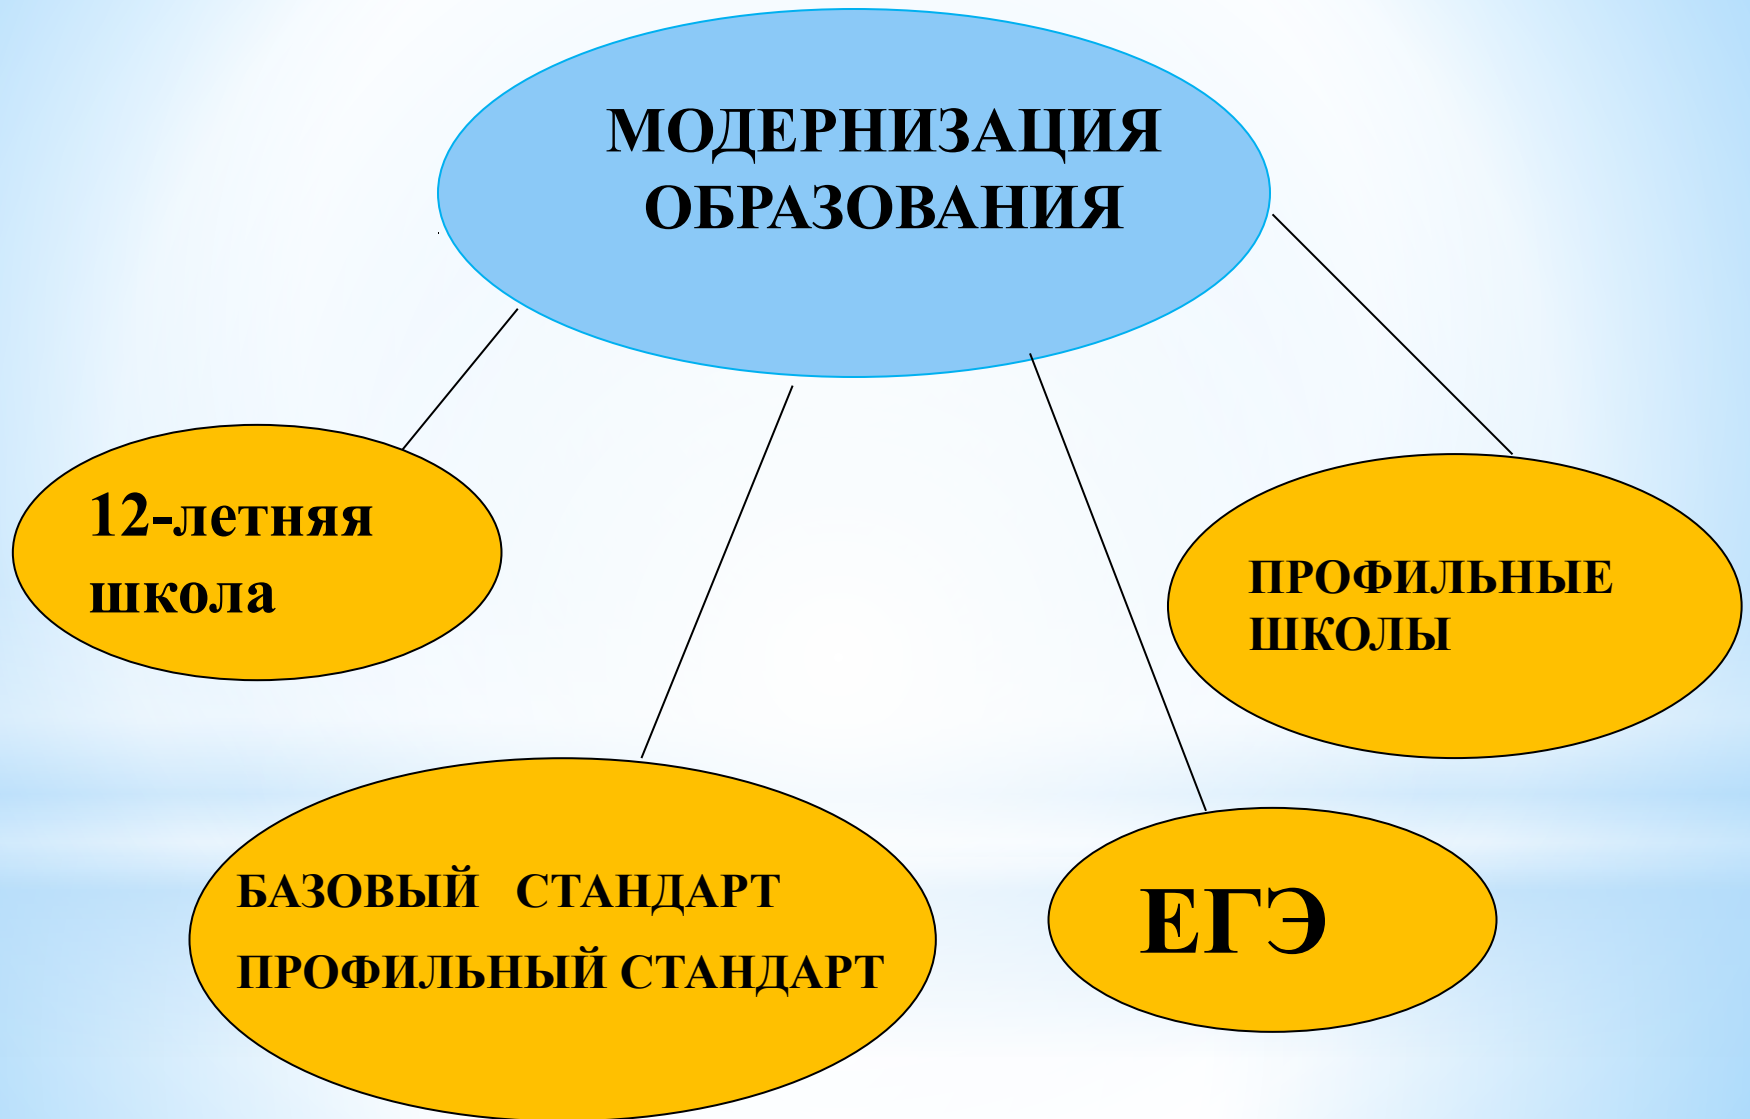 МОДЕРНИЗАЦИЯ
ОБРАЗОВАНИЯ
12-летняя
школа
ПРОФИЛЬНЫЕ
ШКОЛЫ
БАЗОВЫЙ СТАНДАРТ
ПРОФИЛЬНЫЙ СТАНДАРТ
ЕГЭ